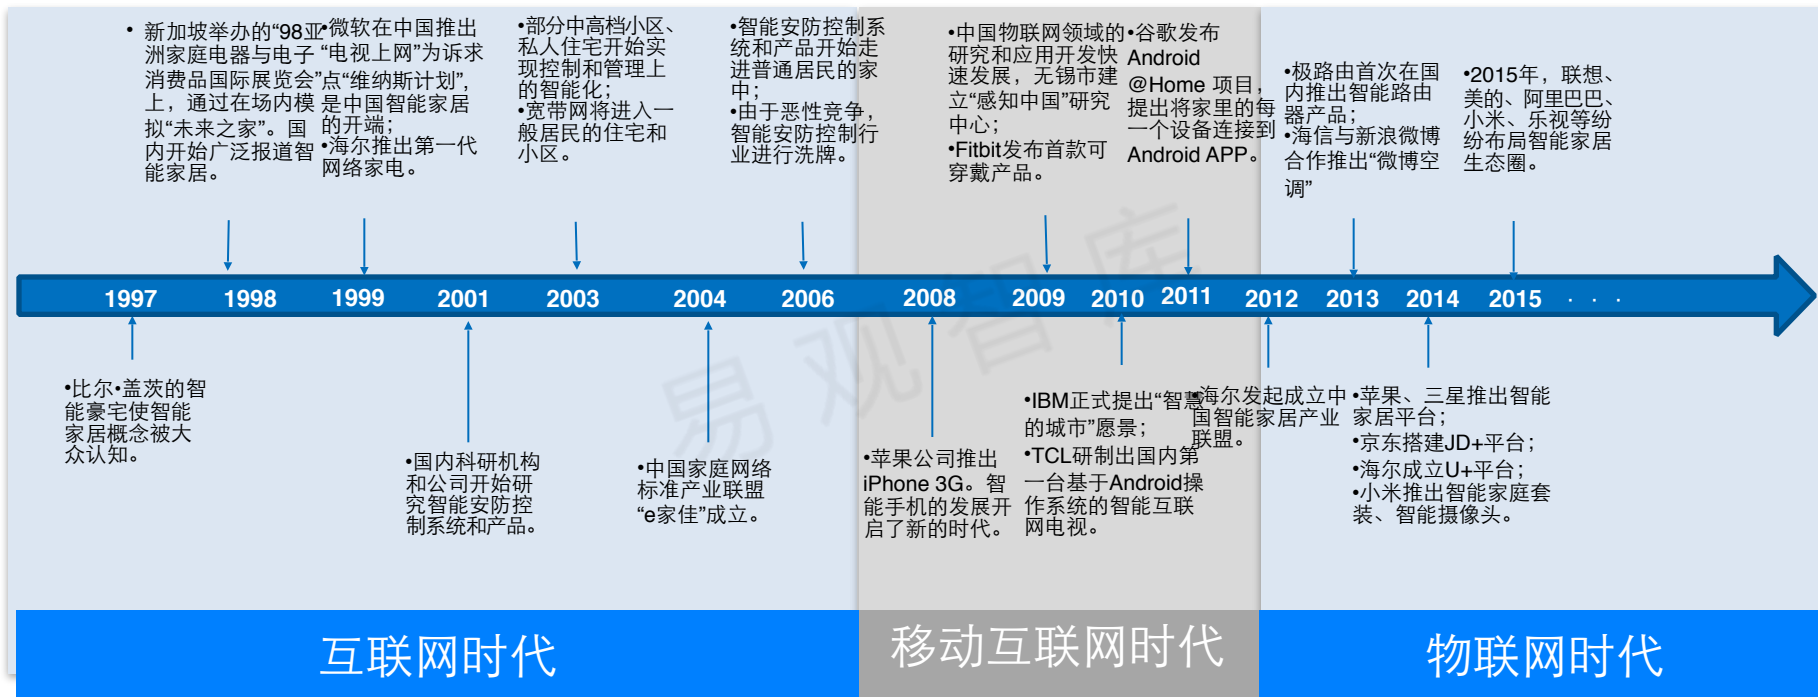 • 新加坡举办的“98亚
洲家庭电器与电子
消费品国际展览会”
上，通过在场内模
拟“未来之家”。国
内开始广泛报道智
能家居。
•微软在中国推出
“电视上网”为诉求
点“维纳斯计划”，
是中国智能家居
的开端；
•海尔推出第一代
网络家电。
•部分中高档小区、
私人住宅开始实
现控制和管理上
的智能化；
•宽带网将进入一
般居民的住宅和
小区。
•智能安防控制系
统和产品开始走
进普通居民的家
中；
•由于恶性竞争，
智能安防控制行
业进行洗牌。
•中国物联网领域的
研究和应用开发快
速发展，无锡市建
立“感知中国”研究
中心；
•Fitbit发布首款可
穿戴产品。
•谷歌发布
Android
@Home 项目，
提出将家里的每
一个设备连接到
Android APP。
•极路由首次在国
内推出智能路由
器产品；
•海信与新浪微博
合作推出“微博空
调”
•2015年，联想、
美的、阿里巴巴、
小米、乐视等纷
纷布局智能家居
生态圈。
1997 1998 1999 2001 2003 2004 2006 2008 2009 2010 2011 2012 2013 2014 2015 . . .
•比尔•盖茨的智
能豪宅使智能
家居概念被大
众认知。
•国内科研机构
和公司开始研
究智能安防控
制系统和产品。
•中国家庭网络
标准产业联盟
“e家佳”成立。
•苹果公司推出
iPhone 3G。智
能手机的发展开
启了新的时代。
•IBM正式提出“智慧
的城市”愿景；
•TCL研制出国内第
一台基于Android操
作系统的智能互联
网电视。
•海尔发起成立中
国智能家居产业
联盟。
•苹果、三星推出智能
家居平台；
•京东搭建JD+平台；
•海尔成立U+平台；
•小米推出智能家庭套
装、智能摄像头。
易观智库
互联网时代
移动互联网时代
物联网时代